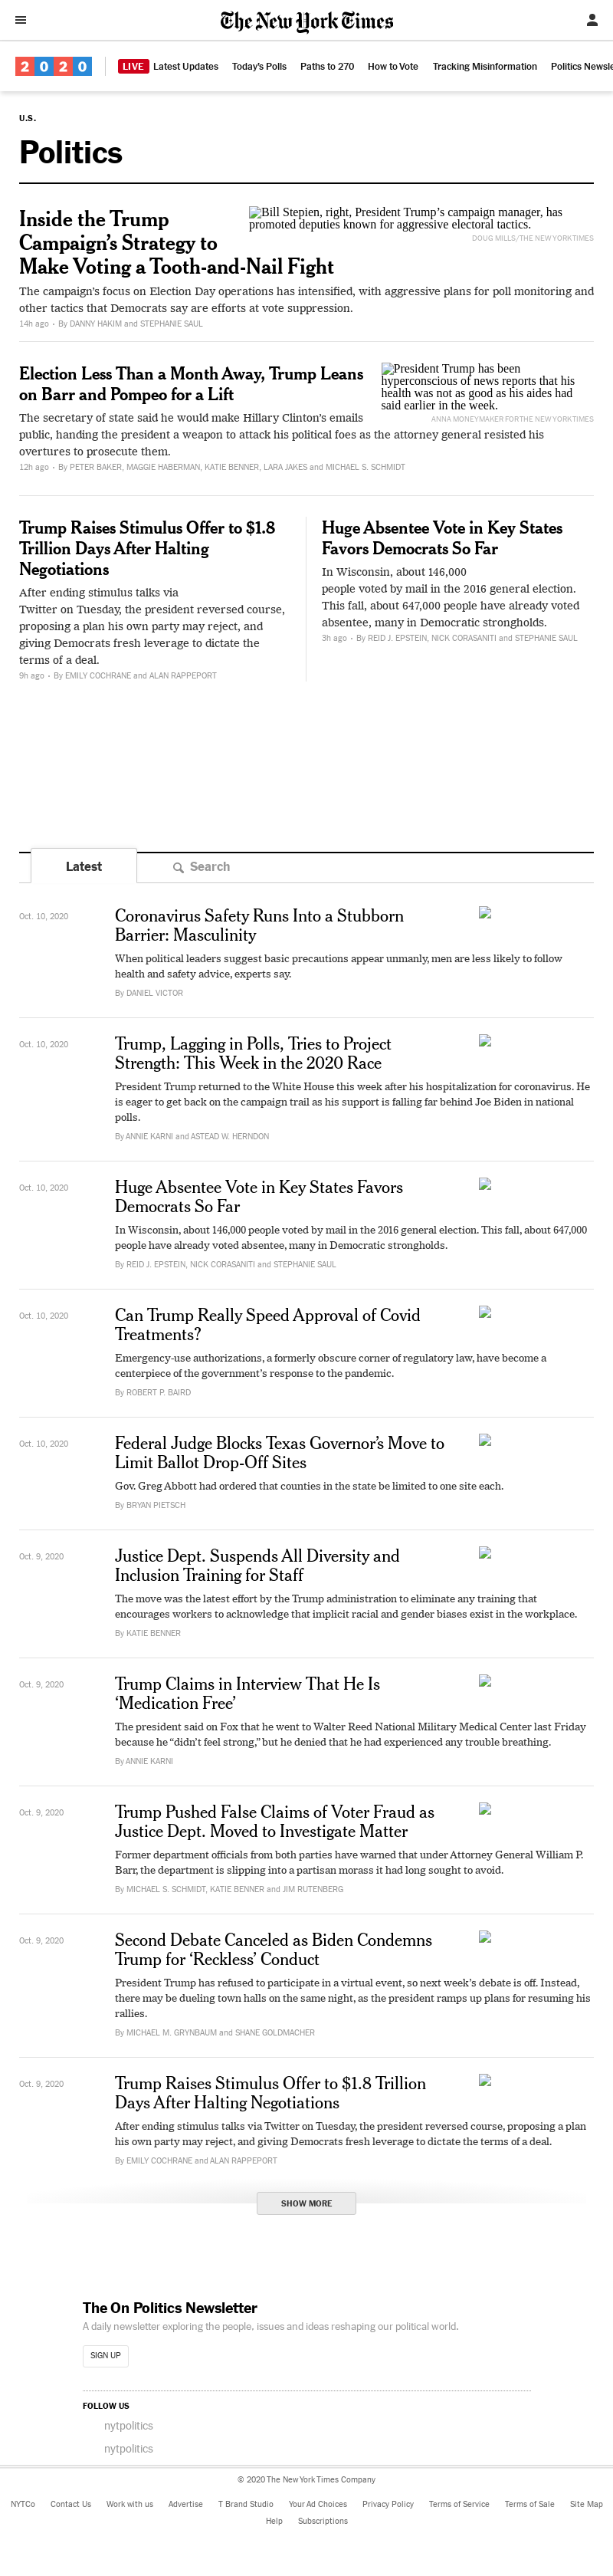 The New York Times
2020
LIVE Latest Updates Today's Polls Paths to 270 How to Vote Tracking Misinformation Politics Newsle
U.S.
Politics
Inside the Trump
Campaign's Strategy to
Make Voting a Tooth-and-Nail Fight
Bill Stepien, right, President Trump's campaign manager, has
promoted deputies known for aggressive electoral tactics.
DOUG MILLS/THE NEW YORK TIMES
The campaign's focus on Election Day operations has intensified, with aggressive plans for poll monitoring and
other tactics that Democrats say are efforts at vote suppression.
14h ago • By DANNY HAKIM and STEPHANIE SAUL
Election Less Than a Month Away, Trump Leans
on Barr and Pompeo for a Lift
President Trump has been
hyperconscious of news reports that his
health was not as good as his aides had
said earlier in the week.
ANNA MONEYMAKER FOR THE NEW YORK TIMES
The secretary of state said he would make Hillary Clinton's emails
public, handing the president a weapon to attack his political foes as the attorney general resisted his
overtures to prosecute them.
12h ago • By PETER BAKER, MAGGIE HABERMAN, KATIE BENNER, LARA JAKES and MICHAEL S. SCHMIDT
Trump Raises Stimulus Offer to $1.8
Trillion Days After Halting
Negotiations
After ending stimulus talks via
Twitter on Tuesday, the president reversed course,
proposing a plan his own party may reject, and
giving Democrats fresh leverage to dictate the
terms of a deal.
9h ago • By EMILY COCHRANE and ALAN RAPPEPORT
Huge Absentee Vote in Key States
Favors Democrats So Far
In Wisconsin, about 146,000
people voted by mail in the 2016 general election.
This fall, about 647,000 people have already voted
absentee, many in Democratic strongholds.
3h ago • By REID J. EPSTEIN, NICK CORASANITI and STEPHANIE SAUL
Latest
Search
Oct. 10, 2020
Coronavirus Safety Runs Into a Stubborn
Barrier: Masculinity
When political leaders suggest basic precautions appear unmanly, men are less likely to follow
health and safety advice, experts say.
By DANIEL VICTOR
Oct. 10, 2020
Trump, Lagging in Polls, Tries to Project
Strength: This Week in the 2020 Race
President Trump returned to the White House this week after his hospitalization for coronavirus. He
is eager to get back on the campaign trail as his support is falling far behind Joe Biden in national
polls.
By ANNIE KARNI and ASTEAD W. HERNDON
Oct. 10, 2020
Huge Absentee Vote in Key States Favors
Democrats So Far
In Wisconsin, about 146,000 people voted by mail in the 2016 general election. This fall, about 647,000
people have already voted absentee, many in Democratic strongholds.
By REID J. EPSTEIN, NICK CORASANITI and STEPHANIE SAUL
Oct. 10, 2020
Can Trump Really Speed Approval of Covid
Treatments?
Emergency-use authorizations, a formerly obscure corner of regulatory law, have become a
centerpiece of the government's response to the pandemic.
By ROBERT P. BAIRD
Oct. 10, 2020
Federal Judge Blocks Texas Governor's Move to
Limit Ballot Drop-Off Sites
Gov. Greg Abbott had ordered that counties in the state be limited to one site each.
By BRYAN PIETSCH
Oct. 9, 2020
Justice Dept. Suspends All Diversity and
Inclusion Training for Staff
The move was the latest effort by the Trump administration to eliminate any training that
encourages workers to acknowledge that implicit racial and gender biases exist in the workplace.
By KATIE BENNER
Oct. 9, 2020
Trump Claims in Interview That He Is
'Medication Free'
The president said on Fox that he went to Walter Reed National Military Medical Center last Friday
because he "didn't feel strong," but he denied that he had experienced any trouble breathing.
By ANNIE KARNI
Oct. 9, 2020
Trump Pushed False Claims of Voter Fraud as
Justice Dept. Moved to Investigate Matter
Former department officials from both parties have warned that under Attorney General William P.
Barr, the department is slipping into a partisan morass it had long sought to avoid.
By MICHAEL S. SCHMIDT, KATIE BENNER and JIM RUTENBERG
Oct. 9, 2020
Second Debate Canceled as Biden Condemns
Trump for 'Reckless' Conduct
President Trump has refused to participate in a virtual event, so next week's debate is off. Instead,
there may be dueling town halls on the same night, as the president ramps up plans for resuming his
rallies.
By MICHAEL M. GRYNBAUM and SHANE GOLDMACHER
Oct. 9, 2020
Trump Raises Stimulus Offer to $1.8 Trillion
Days After Halting Negotiations
After ending stimulus talks via Twitter on Tuesday, the president reversed course, proposing a plan
his own party may reject, and giving Democrats fresh leverage to dictate the terms of a deal.
By EMILY COCHRANE and ALAN RAPPEPORT
SHOW MORE
The On Politics Newsletter
A daily newsletter exploring the people, issues and ideas reshaping our political world.
SIGN UP
FOLLOW US
nytpolitics
nytpolitics
© 2020 The New York Times Company
NYTCo Contact Us Work with us Advertise T Brand Studio Your Ad Choices Privacy Policy Terms of Service Terms of Sale Site Map
Help Subscriptions